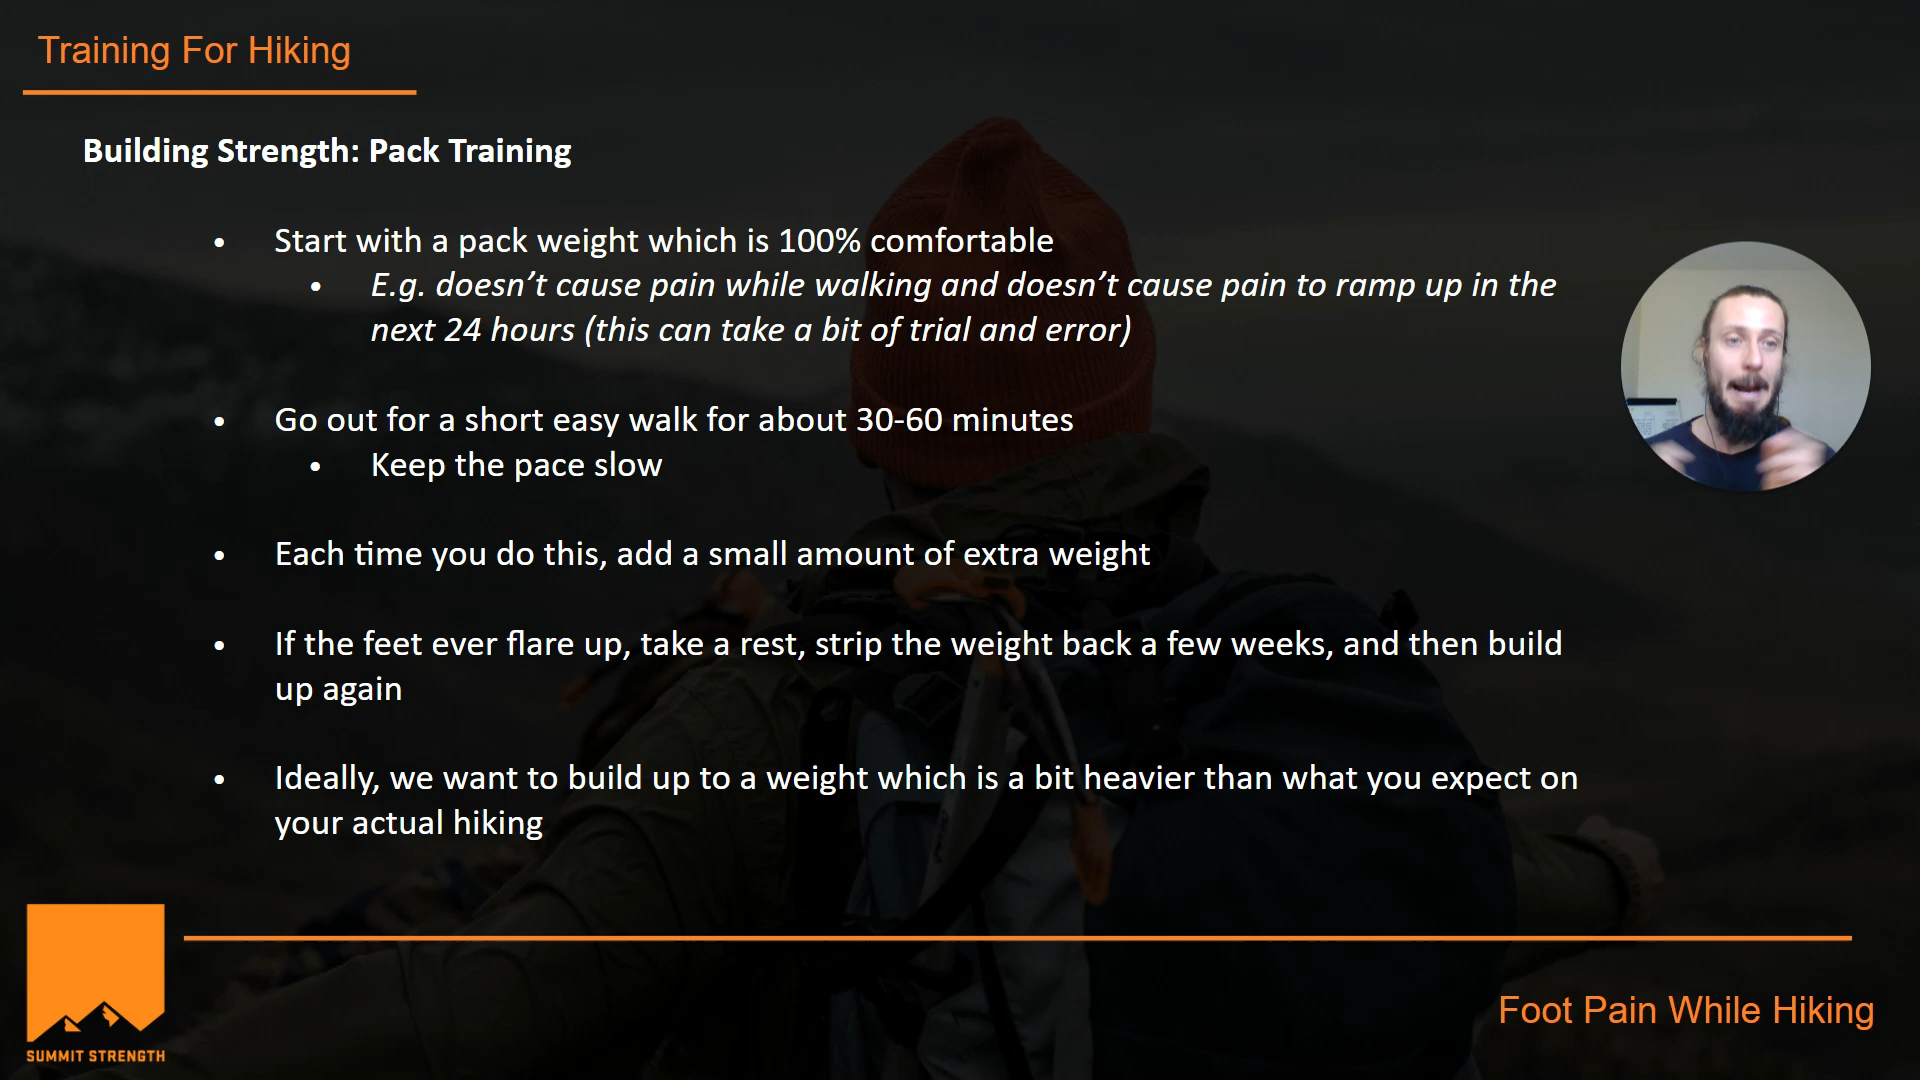 Training For Hiking
Building Strength: Pack Training
• Start with a pack weight which is 100% comfortable
• E.g. doesn’t cause pain while walking and doesn’t cause pain to ramp up in the
next 24 hours (this can take a bit of trial and error)
• Go out for a short easy walk for about 30-60 minutes
• Keep the pace slow
• Each time you do this, add a small amount of extra weight
• If the feet ever flare up, take a rest, strip the weight back a few weeks, and then build
up again
• Ideally, we want to build up to a weight which is a bit heavier than what you expect on
your actual hiking
Foot Pain While Hiking
SUMMIT STRENGTH